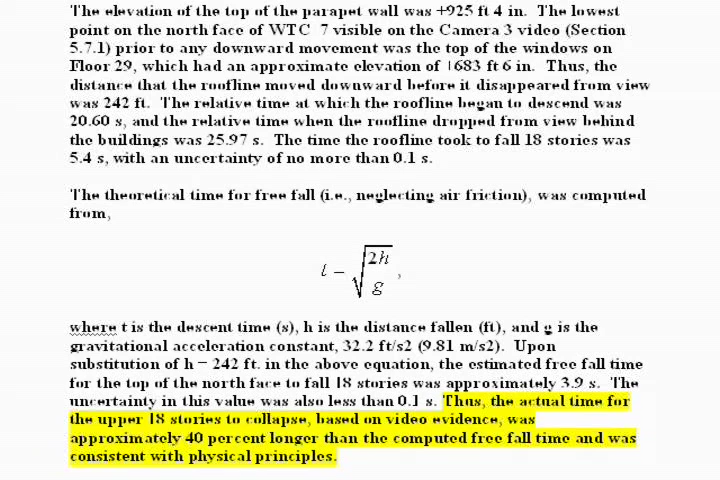 The elevation of the top of the parapet wall was +925 ft 4 in. The lowest
point on the north face of WTC 7 visible on the Camera 3 video (Section
5.7.1) prior to any downward movement was the top of the windows on
Floor 29, which had an approximate elevation of +683 ft 6 in. Thus, the
distance that the roofline moved downward before it disappeared from view
was 242 ft. The relative time at which the roofline began to descend was
20.60 s, and the relative time when the roofline dropped from view behind
the buildings was 25.97 s. The time the roofline took to fall 18 stories was
5.4 s, with an uncertainty of no more than 0.1 s.
The theoretical time for free fall (i.e., neglecting air friction), was computed
from,
t = √(2h/g),
where t is the descent time (s), h is the distance fallen (ft), and g is the
gravitational acceleration constant, 32.2 ft/s2 (9.81 m/s2). Upon
substitution of h = 242 ft. in the above equation, the estimated free fall time
for the top of the north face to fall 18 stories was approximately 3.9 s. The
uncertainty in this value was also less than 0.1 s. Thus, the actual time for
the upper 18 stories to collapse, based on video evidence, was
approximately 40 percent longer than the computed free fall time and was
consistent with physical principles.